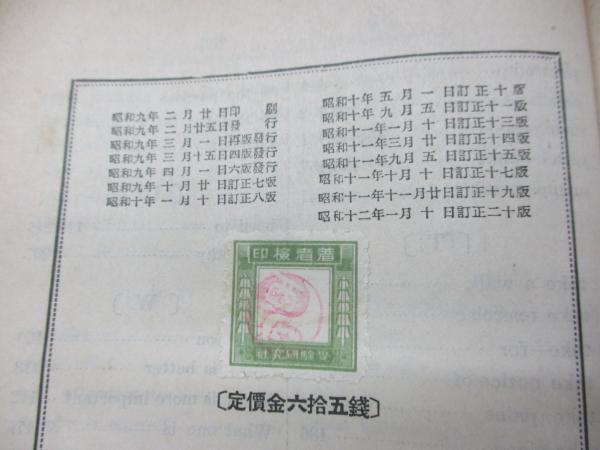 昭和九年二月廿日印刷
昭和九年二月廿五日發行
昭和九年三月一日再版發行
昭和九年三月十五日四版發行
昭和九年四月一日六版發行
昭和九年十月廿日訂正七版
昭和十年一月十日訂正八版
昭和十年五月一日訂正十版
昭和十年九月五日訂正十一版
昭和十一年一月十日訂正十三版
昭和十一年三月廿日訂正十四版
昭和十一年九月五日訂正十五版
昭和十一年十月十日訂正十七版
昭和十一年十一月廿日訂正十九版
昭和十二年一月十日訂正二十版
著者檢印
〔定價金六拾五錢〕